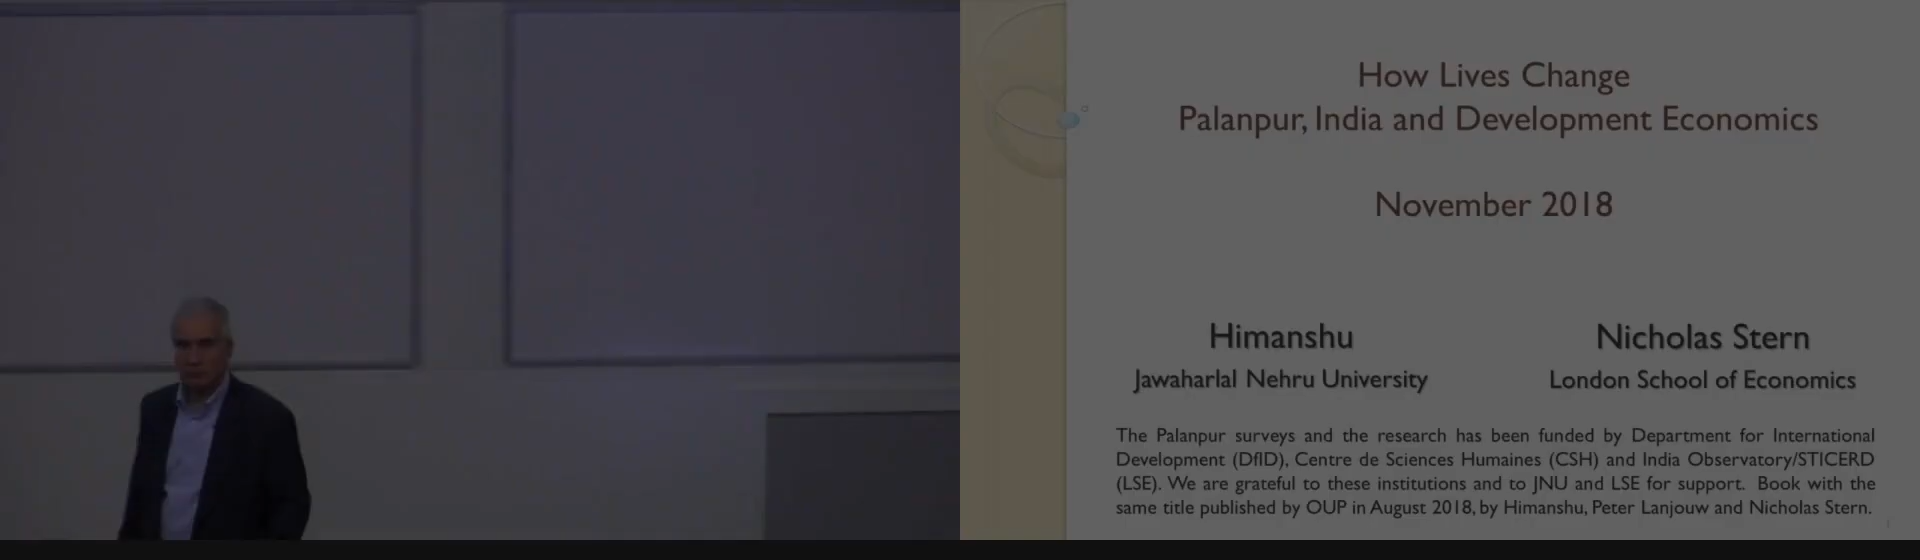 How Lives Change
Palanpur, India and Development Economics
November 2018
Himanshu
Jawaharlal Nehru University
Nicholas Stern
London School of Economics
The Palanpur surveys and the research has been funded by Department for International
Development (DfID), Centre de Sciences Humaines (CSH) and India Observatory/STICERD
(LSE). We are grateful to these institutions and to JNU and LSE for support. Book with the
same title published by OUP in August 2018, by Himanshu, Peter Lanjouw and Nicholas Stern.